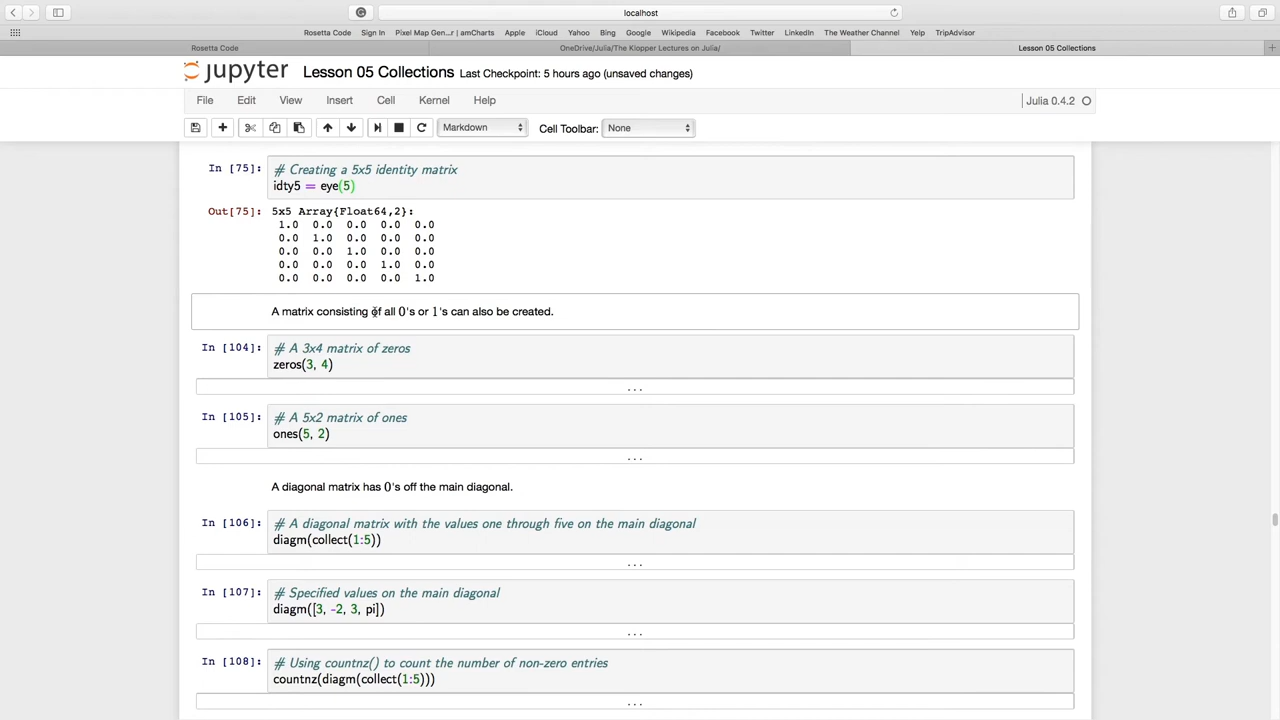 localhost
Rosetta Code Sign In Pixel Map Gen...r | amCharts Apple iCloud Yahoo Bing Google Wikipedia Facebook Twitter LinkedIn The Weather Channel Yelp TripAdvisor
Rosetta Code OneDrive/Julia/The Klopper Lectures on Julia/ Lesson 05 Collections
jupyter Lesson 05 Collections Last Checkpoint: 5 hours ago (unsaved changes)
File Edit View Insert Cell Kernel Help Julia 0.4.2
Markdown Cell Toolbar: None
In [75]: # Creating a 5x5 identity matrix
idty5 = eye(5)
Out[75]: 5x5 Array{Float64,2}:
1.0 0.0 0.0 0.0 0.0
0.0 1.0 0.0 0.0 0.0
0.0 0.0 1.0 0.0 0.0
0.0 0.0 0.0 1.0 0.0
0.0 0.0 0.0 0.0 1.0
A matrix consisting of all 0's or 1's can also be created.
In [104]: # A 3x4 matrix of zeros
zeros(3, 4)
...
In [105]: # A 5x2 matrix of ones
ones(5, 2)
...
A diagonal matrix has 0's off the main diagonal.
In [106]: # A diagonal matrix with the values one through five on the main diagonal
diagm(collect(1:5))
...
In [107]: # Specified values on the main diagonal
diagm([3, -2, 3, pi])
...
In [108]: # Using countnz() to count the number of non-zero entries
countnz(diagm(collect(1:5)))
...